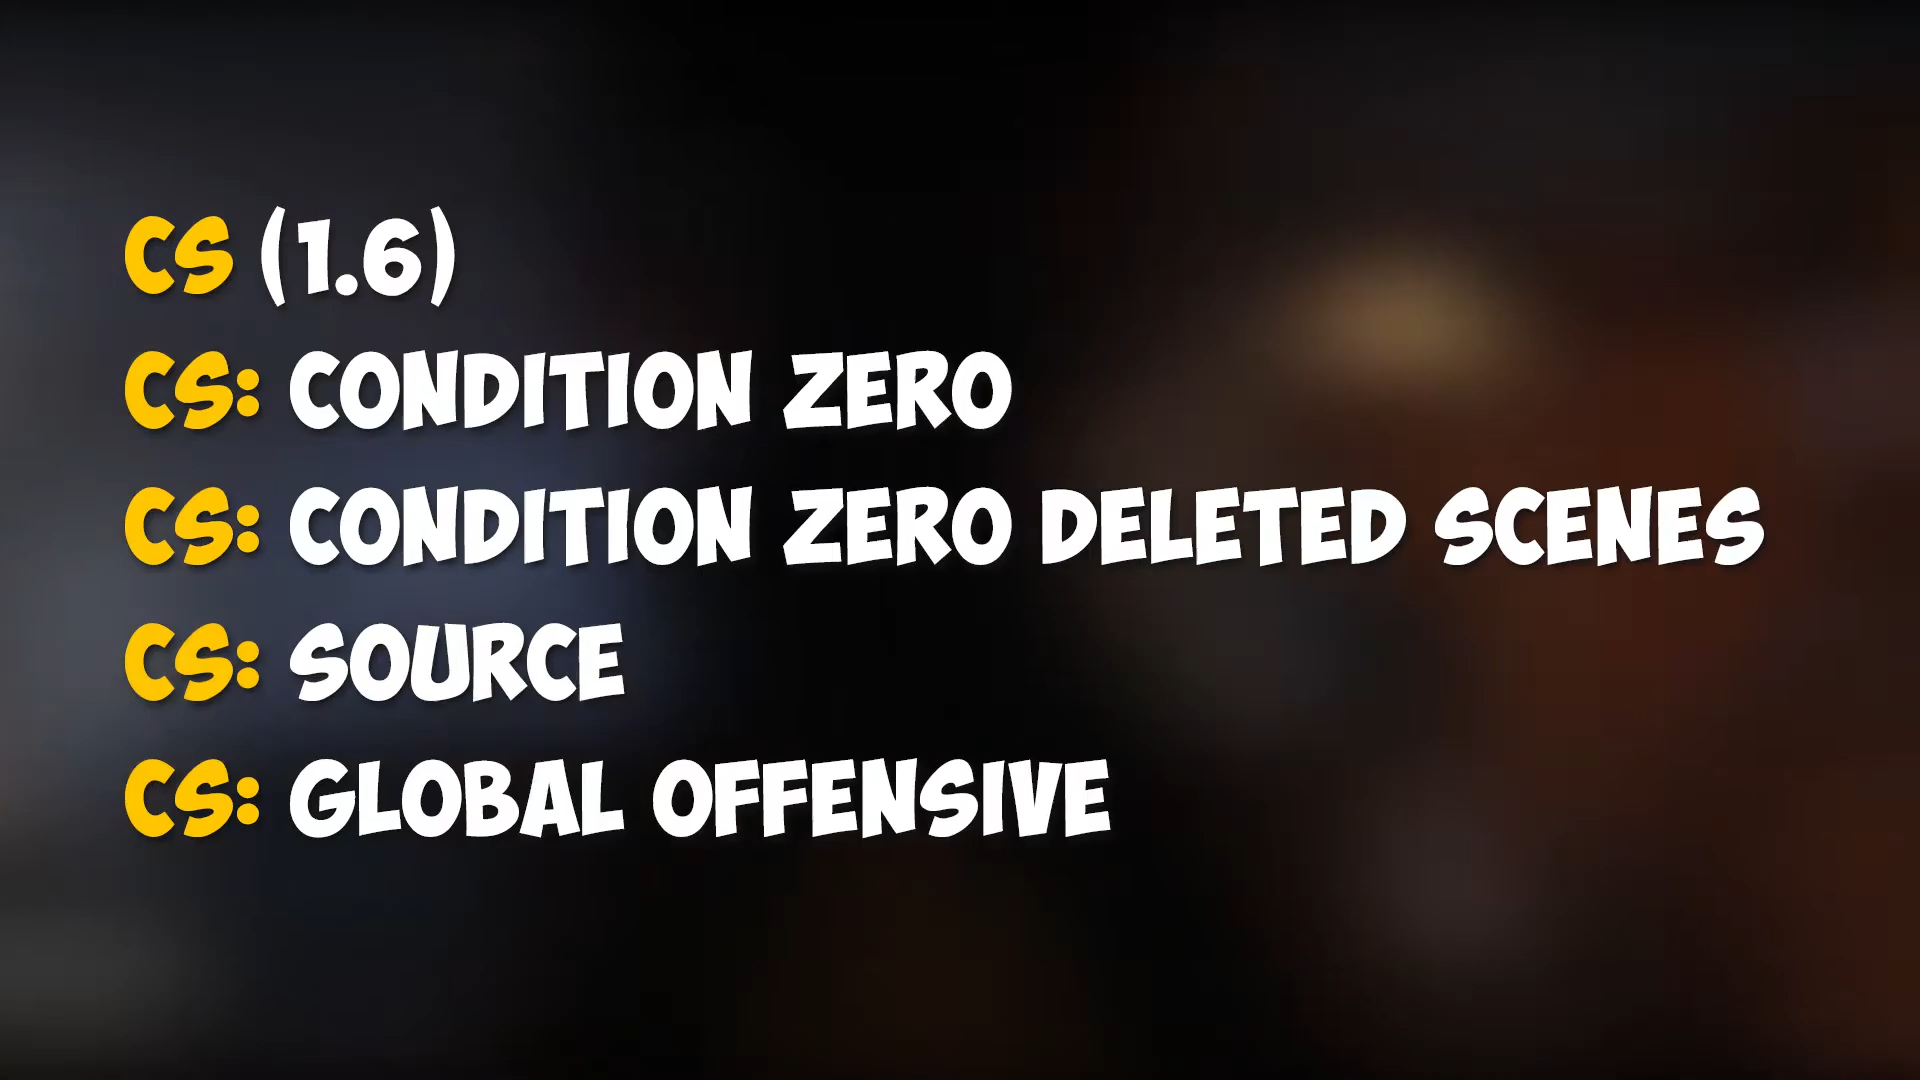 CS (1.6)
CS: CONDITION ZERO
CS: CONDITION ZERO DELETED SCENES
CS: SOURCE
CS: GLOBAL OFFENSIVE